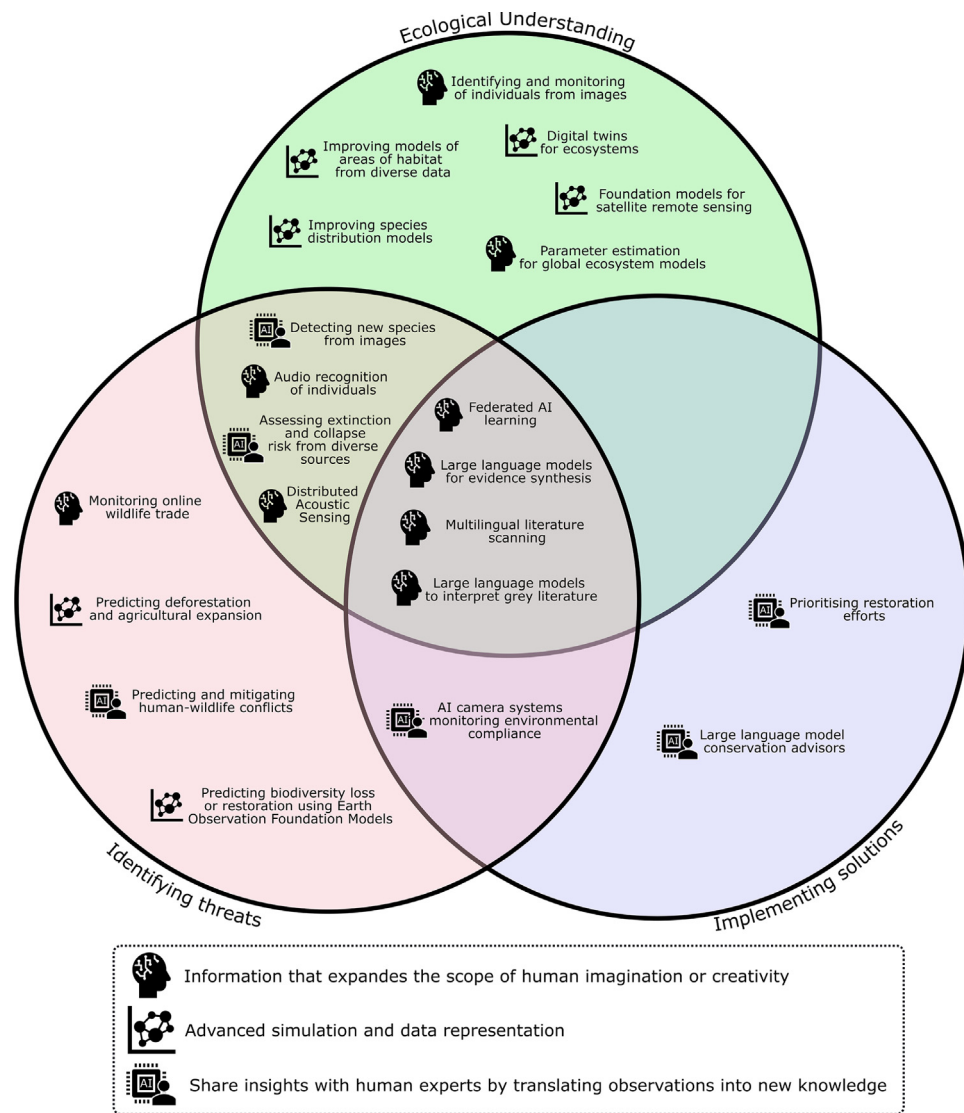 Ecological Understanding
Identifying and monitoring
of individuals from images
Improving models of
areas of habitat
from diverse data
Digital twins
for ecosystems
Foundation models for
satellite remote sensing
Improving species
distribution models
Parameter estimation
for global ecosystem models
Detecting new species
from images
Audio recognition
of individuals
Assessing extinction
and collapse
risk from diverse
sources
Distributed
Acoustic
Sensing
Federated AI
learning
Large language models
for evidence synthesis
Multilingual literature
scanning
Large language models
to interpret grey literature
Monitoring online
wildlife trade
Predicting deforestation
and agricultural expansion
Predicting and mitigating
human-wildlife conflicts
Predicting biodiversity loss
or restoration using Earth
Observation Foundation Models
AI camera systems
monitoring environmental
compliance
Prioritising restoration
efforts
Large language model
conservation advisors
Identifying threats
Implementing solutions
Information that expandes the scope of human imagination or creativity
Advanced simulation and data representation
AI
Share insights with human experts by translating observations into new knowledge